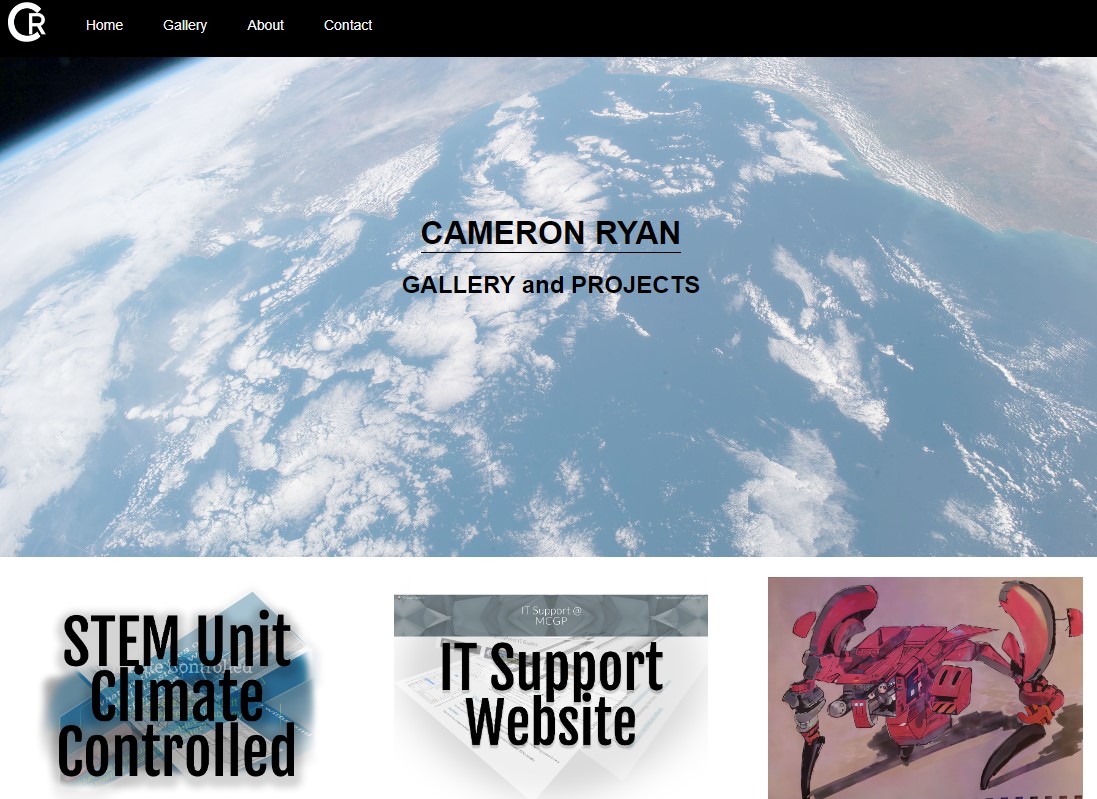 CR
Home Gallery About Contact
CAMERON RYAN
GALLERY and PROJECTS
STEM Unit
Climate
Controlled
IT Support @
MCGP
IT Support
Website